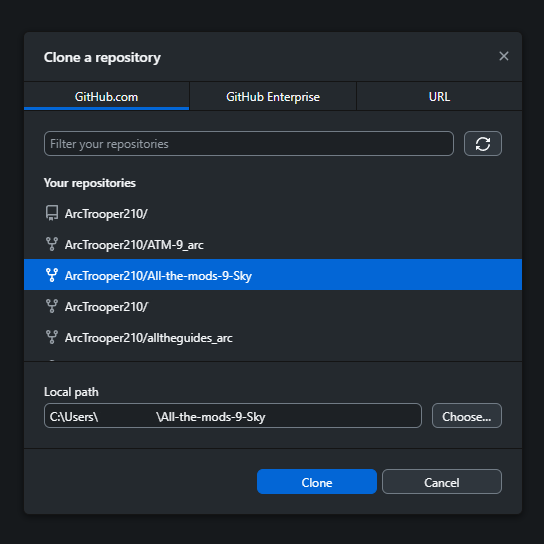 Clone a repository
GitHub.com GitHub Enterprise URL
Filter your repositories
Your repositories
ArcTrooper210/
ArcTrooper210/ATM-9_arc
ArcTrooper210/All-the-mods-9-Sky
ArcTrooper210/
ArcTrooper210/alltheguides_arc
Local path
C:\Users\ \All-the-mods-9-Sky Choose...
Clone Cancel